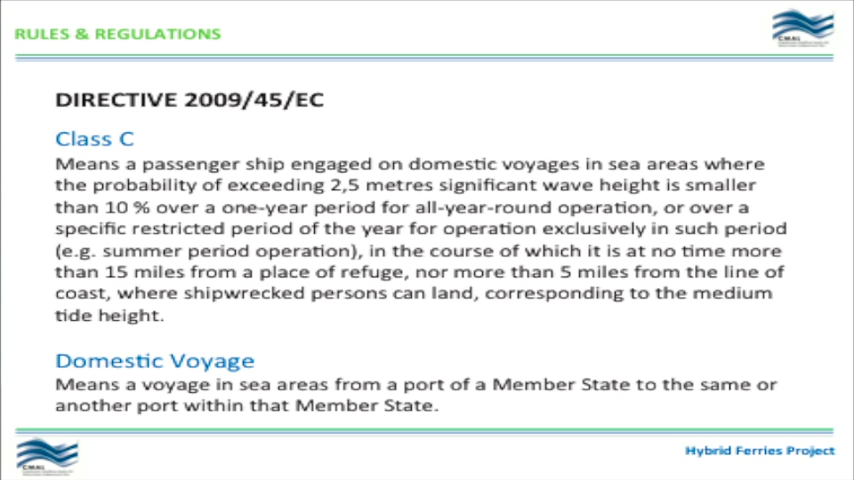 RULES & REGULATIONS
CMAL
DIRECTIVE 2009/45/EC
Class C
Means a passenger ship engaged on domestic voyages in sea areas where
the probability of exceeding 2,5 metres significant wave height is smaller
than 10 % over a one-year period for all-year-round operation, or over a
specific restricted period of the year for operation exclusively in such period
(e.g. summer period operation), in the course of which it is at no time more
than 15 miles from a place of refuge, nor more than 5 miles from the line of
coast, where shipwrecked persons can land, corresponding to the medium
tide height.
Domestic Voyage
Means a voyage in sea areas from a port of a Member State to the same or
another port within that Member State.
CMAL
Hybrid Ferries Project